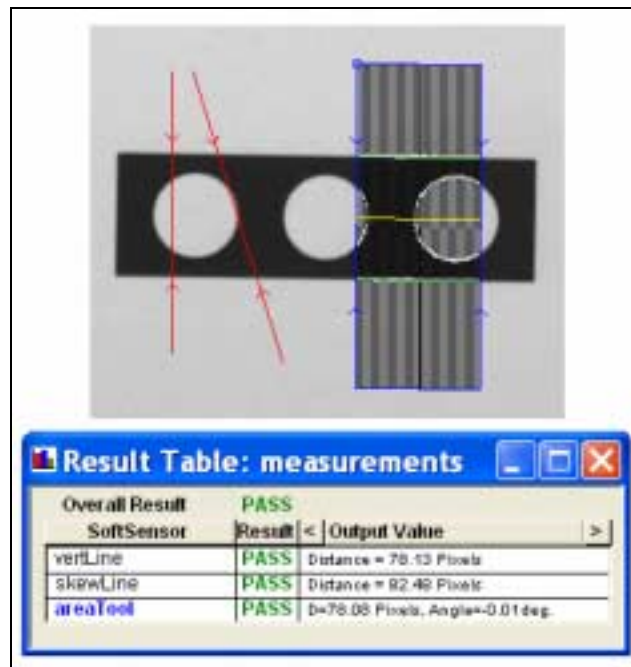 Result Table: measurements
Overall Result PASS
SoftSensor Result < Output Value >
vertLine PASS Distance = 78.13 Pixels
skewLine PASS Distance = 82.48 Pixels
areaTool PASS D=78.08 Pixels, Angle=-0.01deg.